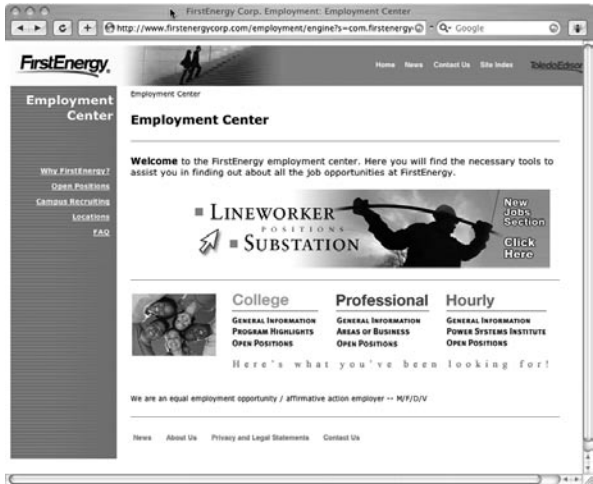 FirstEnergy Corp. Employment: Employment Center
http://www.firstenergycorp.com/employment/engine?s=com.firstenergy
Google
FirstEnergy
Home News Contact Us Site Index
ToledoEdison
Employment Center
Employment Center
Employment Center
Welcome to the FirstEnergy employment center. Here you will find the necessary tools to
assist you in finding out about all the job opportunities at FirstEnergy.
Why FirstEnergy?
Open Positions
Campus Recruiting
Locations
FAQ
LINEWORKER
POSITIONS
SUBSTATION
New
Jobs
Section
Click
Here
College Professional Hourly
GENERAL INFORMATION GENERAL INFORMATION GENERAL INFORMATION
PROGRAM HIGHLIGHTS AREAS OF BUSINESS POWER SYSTEMS INSTITUTE
OPEN POSITIONS OPEN POSITIONS OPEN POSITIONS
Here's what you've been looking for!
We are an equal employment opportunity / affirmative action employer -- M/F/D/V
News About Us Privacy and Legal Statements Contact Us